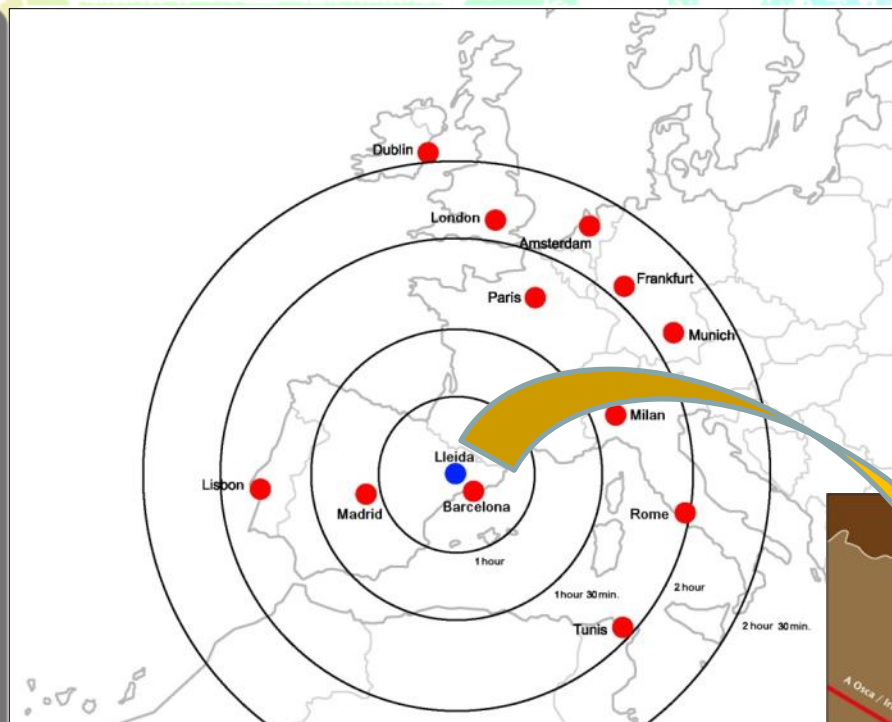 Dublin
London
Amsterdam
Frankfurt
Paris
Munich
Milan
Lleida
Lisbon
Madrid
Barcelona
Rome
1 hour
1 hour 30 min.
2 hour
Tunis
2 hour 30 min.
A Osca /